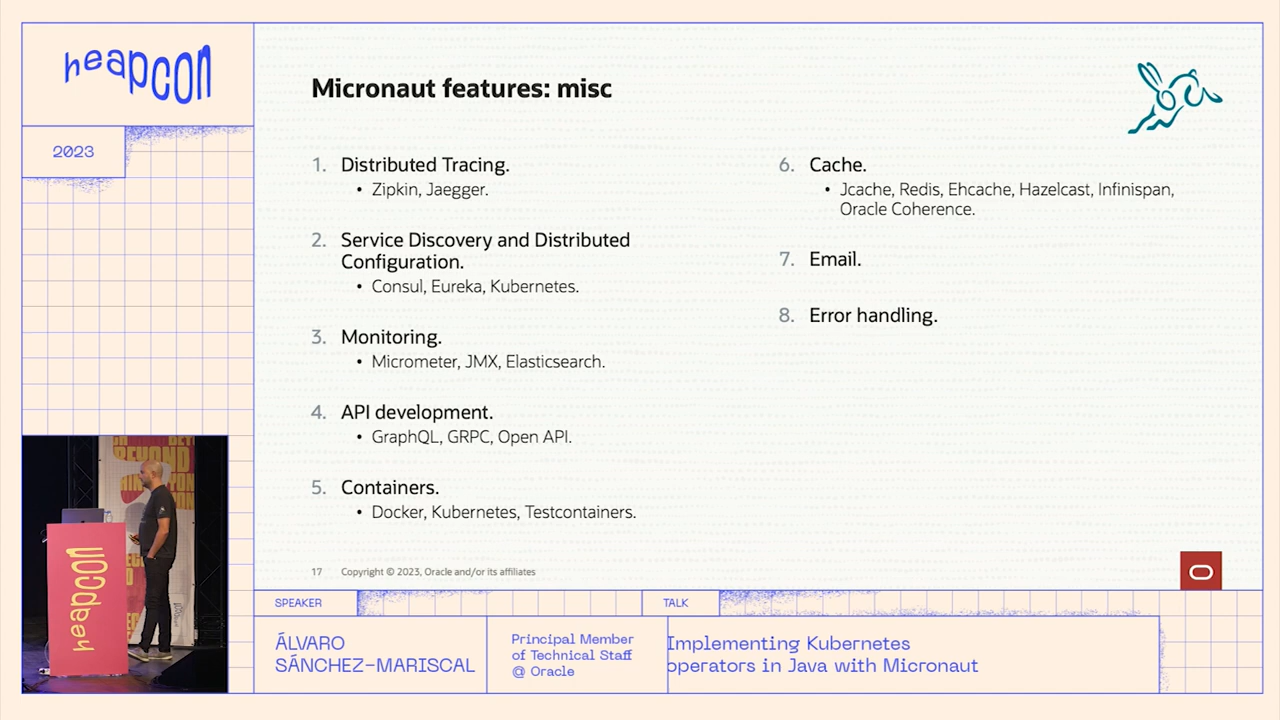 heapcon
2023
Micronaut features: misc
1. Distributed Tracing.
• Zipkin, Jaegger.
2. Service Discovery and Distributed
Configuration.
• Consul, Eureka, Kubernetes.
3. Monitoring.
• Micrometer, JMX, Elasticsearch.
4. API development.
• GraphQL, GRPC, Open API.
5. Containers.
• Docker, Kubernetes, Testcontainers.
6. Cache.
• Jcache, Redis, Ehcache, Hazelcast, Infinispan,
Oracle Coherence.
7. Email.
8. Error handling.
17 Copyright © 2023, Oracle and/or its affiliates
heapcon
BEYOND
SPEAKER
ÁLVARO
SÁNCHEZ-MARISCAL
Principal Member
of Technical Staff
@ Oracle
TALK
Implementing Kubernetes
operators in Java with Micronaut